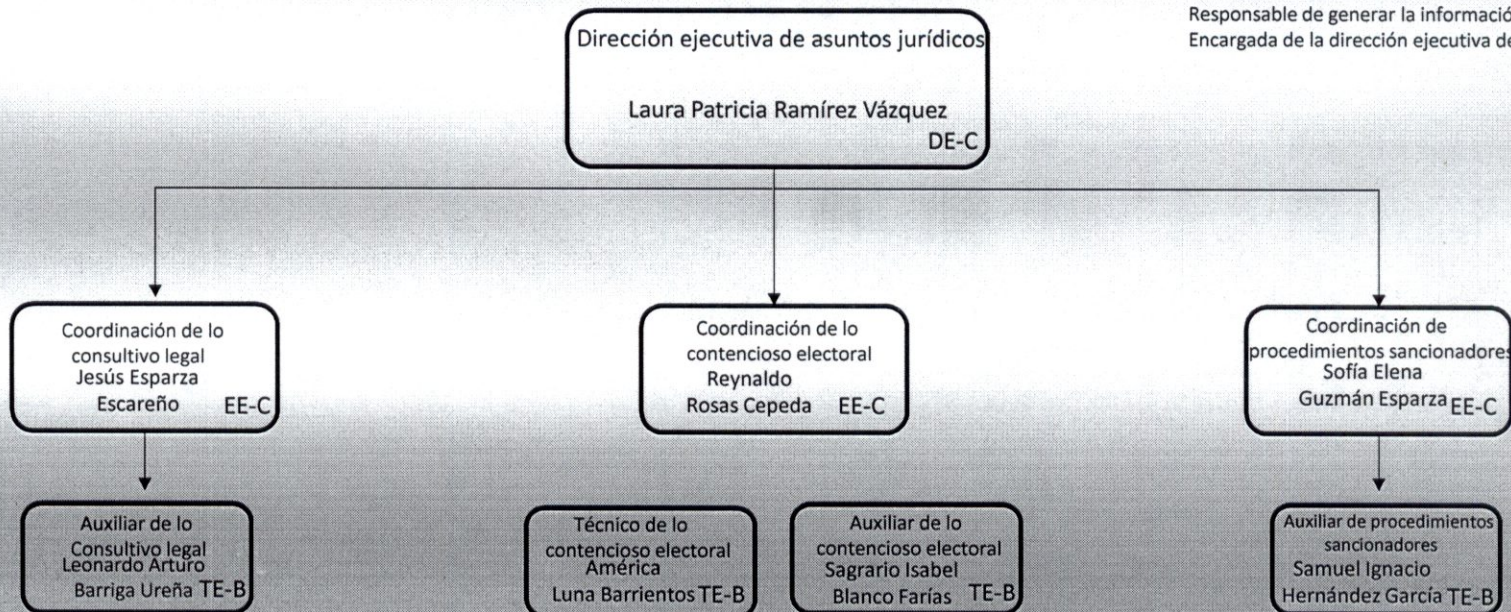 Responsable de generar la informació
Encargada de la dirección ejecutiva de
Dirección ejecutiva de asuntos jurídicos
Laura Patricia Ramírez Vázquez
DE-C
Coordinación de lo
consultivo legal
Jesús Esparza
Escareño EE-C
Coordinación de lo
contencioso electoral
Reynaldo
Rosas Cepeda EE-C
Coordinación de
procedimientos sancionadores
Sofía Elena
Guzmán Esparza EE-C
Auxiliar de lo
Consultivo legal
Leonardo Arturo
Barriga Ureña TE-B
Técnico de lo
contencioso electoral
América
Luna Barrientos TE-B
Auxiliar de lo
contencioso electoral
Sagrario Isabel
Blanco Farías TE-B
Auxiliar de procedimientos
sancionadores
Samuel Ignacio
Hernández García TE-B